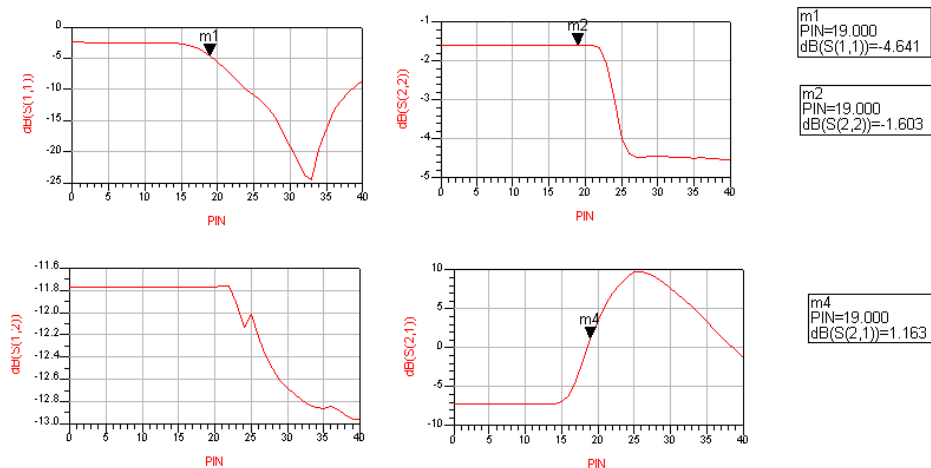 m1
dB(S(1,1))
0
-5
-10
-15
-20
-25
0 5 10 15 20 25 30 35 40
PIN
m2
dB(S(2,2))
-1
-2
-3
-4
-5
0 5 10 15 20 25 30 35 40
PIN
m1
PIN=19.000
dB(S(1,1))=-4.641
m2
PIN=19.000
dB(S(2,2))=-1.603
dB(S(1,2))
-11.6
-11.8
-12.0
-12.2
-12.4
-12.6
-12.8
-13.0
0 5 10 15 20 25 30 35 40
PIN
m4
dB(S(2,1))
10
5
0
-5
-10
0 5 10 15 20 25 30 35 40
PIN
m4
PIN=19.000
dB(S(2,1))=1.163